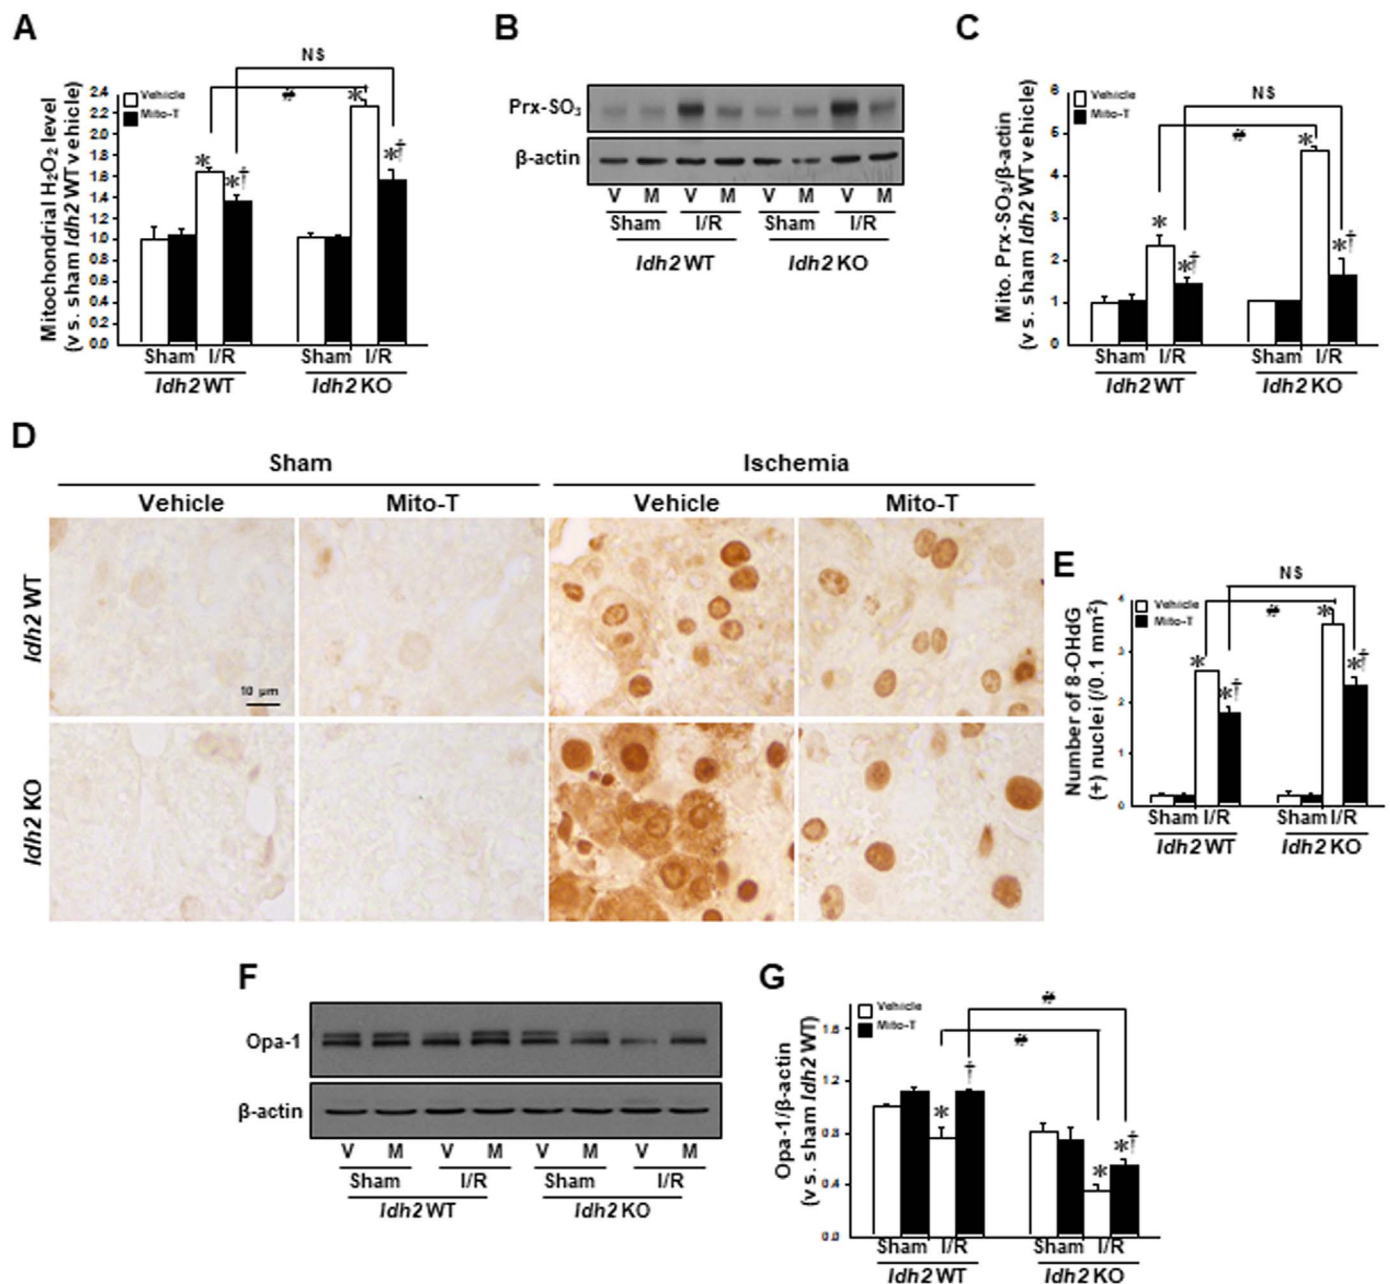 A
NS
#
Vehicle
Mito-T
Mitochondrial H₂O₂ level
(vs. sham Idh2 WT vehicle)
2.4
2.2
2.0
1.8
1.6
1.4
1.2
1.0
0.8
0.6
0.4
0.2
0.0
*
*†
*
*†
Sham I/R
Sham I/R
Idh2 WT
Idh2 KO
B
Prx-SO₃
β-actin
V M V M V M V M
Sham I/R Sham I/R
Idh2 WT
Idh2 KO
C
NS
#
Vehicle
Mito-T
Mito. Prx-SO₃/β-actin
(vs. sham Idh2 WT vehicle)
5
4
3
2
1
0
*
*†
*
*†
Sham I/R
Sham I/R
Idh2 WT
Idh2 KO
D
Sham
Ischemia
Vehicle
Mito-T
Vehicle
Mito-T
Idh2 WT
10 μm
Idh2 KO
E
NS
#
Vehicle
Mito-T
Number of 8-OHdG
(+) nuclei (/0.1 mm²)
4
3
2
1
0
*
*†
*
*†
Sham I/R
Sham I/R
Idh2 WT
Idh2 KO
F
Opa-1
β-actin
V M V M V M V M
Sham I/R Sham I/R
Idh2 WT
Idh2 KO
G
#
#
Vehicle
Mito-T
Opa-1/β-actin
(vs. sham Idh2 WT)
1.6
1.2
0.8
0.4
0.0
*
†
*
*†
Sham I/R
Sham I/R
Idh2 WT
Idh2 KO